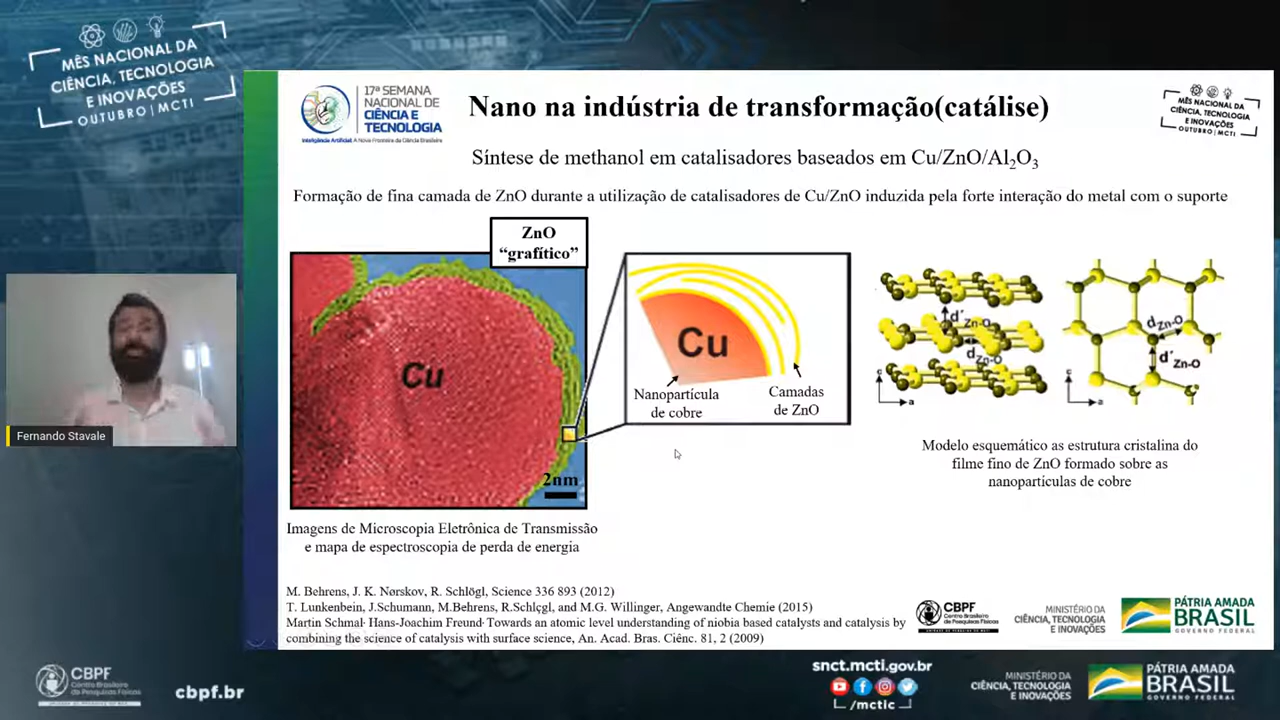 MÊS NACIONAL DA
CIÊNCIA, TECNOLOGIA
E INOVAÇÕES
OUTUBRO | MCTI
17ª SEMANA
NACIONAL DE
CIÊNCIA E
TECNOLOGIA
Inteligência Artificial: A Nova Fronteira da Ciência Brasileira
Nano na indústria de transformação(catálise)
MÊS NACIONAL DA
CIÊNCIA, TECNOLOGIA
E INOVAÇÕES
OUTUBRO | MCTI
Síntese de methanol em catalisadores baseados em Cu/ZnO/Al₂O₃
Formação de fina camada de ZnO durante a utilização de catalisadores de Cu/ZnO induzida pela forte interação do metal com o suporte
ZnO
“grafítico”
Cu
2nm
Cu
Nanopartícula
de cobre
Camadas
de ZnO
d´Zn-O
dZn-O
c
a
dZn-O
d´Zn-O
c
a
Modelo esquemático as estrutura cristalina do
filme fino de ZnO formado sobre as
nanoparticulas de cobre
Imagens de Microscopia Eletrônica de Transmissão
e mapa de espectroscopia de perda de energia
Fernando Stavale
M. Behrens, J. K. Nørskov, R. Schlögl, Science 336 893 (2012)
T. Lunkenbein, J.Schumann, M.Behrens, R.Schlçgl, and M.G. Willinger, Angewandte Chemie (2015)
Martin Schmal· Hans-Joachim Freund· Towards an atomic level understanding of niobia based catalysts and catalysis by
combining the science of catalysis with surface science, An. Acad. Bras. Ciênc. 81, 2 (2009)
CBPF
Centro Brasileiro
de Pesquisas Físicas
MINISTÉRIO DA
CIÊNCIA, TECNOLOGIA
E INOVAÇÕES
PÁTRIA AMADA
BRASIL
GOVERNO FEDERAL
CBPF
Centro Brasileiro
de Pesquisas Físicas
cbpf.br
snct.mcti.gov.br
/mctic
MINISTÉRIO DA
CIÊNCIA, TECNOLOGIA
E INOVAÇÕES
PÁTRIA AMADA
BRASIL
GOVERNO FEDERAL